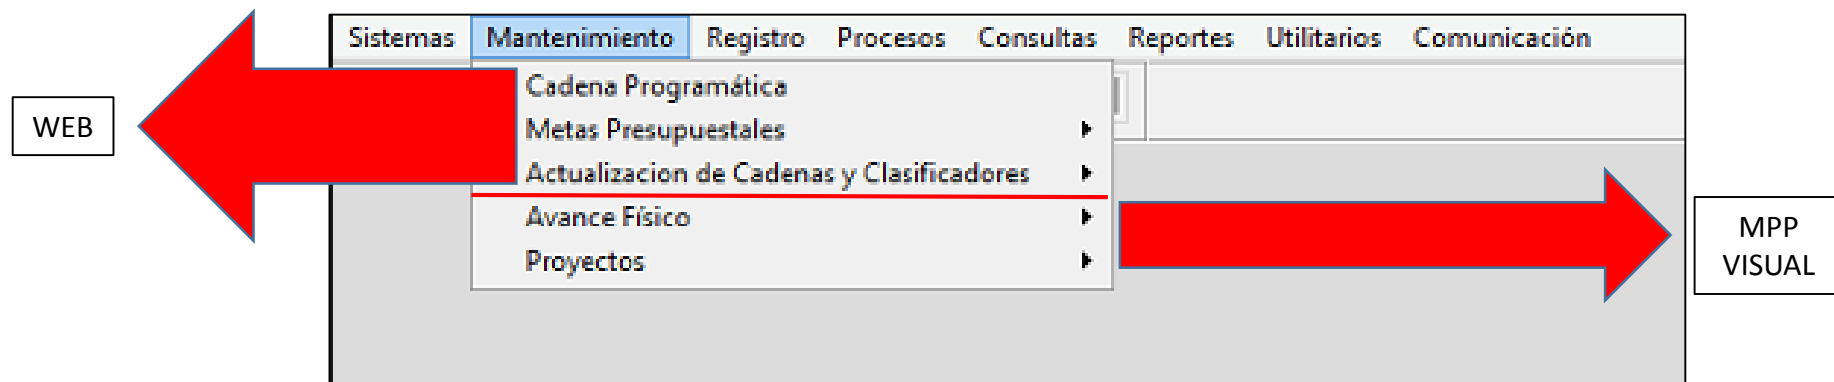 Sistemas Mantenimiento Registro Procesos Consultas Reportes Utilitarios Comunicación
Cadena Programática
Metas Presupuestales
Actualizacion de Cadenas y Clasificadores
Avance Físico
Proyectos
WEB
MPP
VISUAL